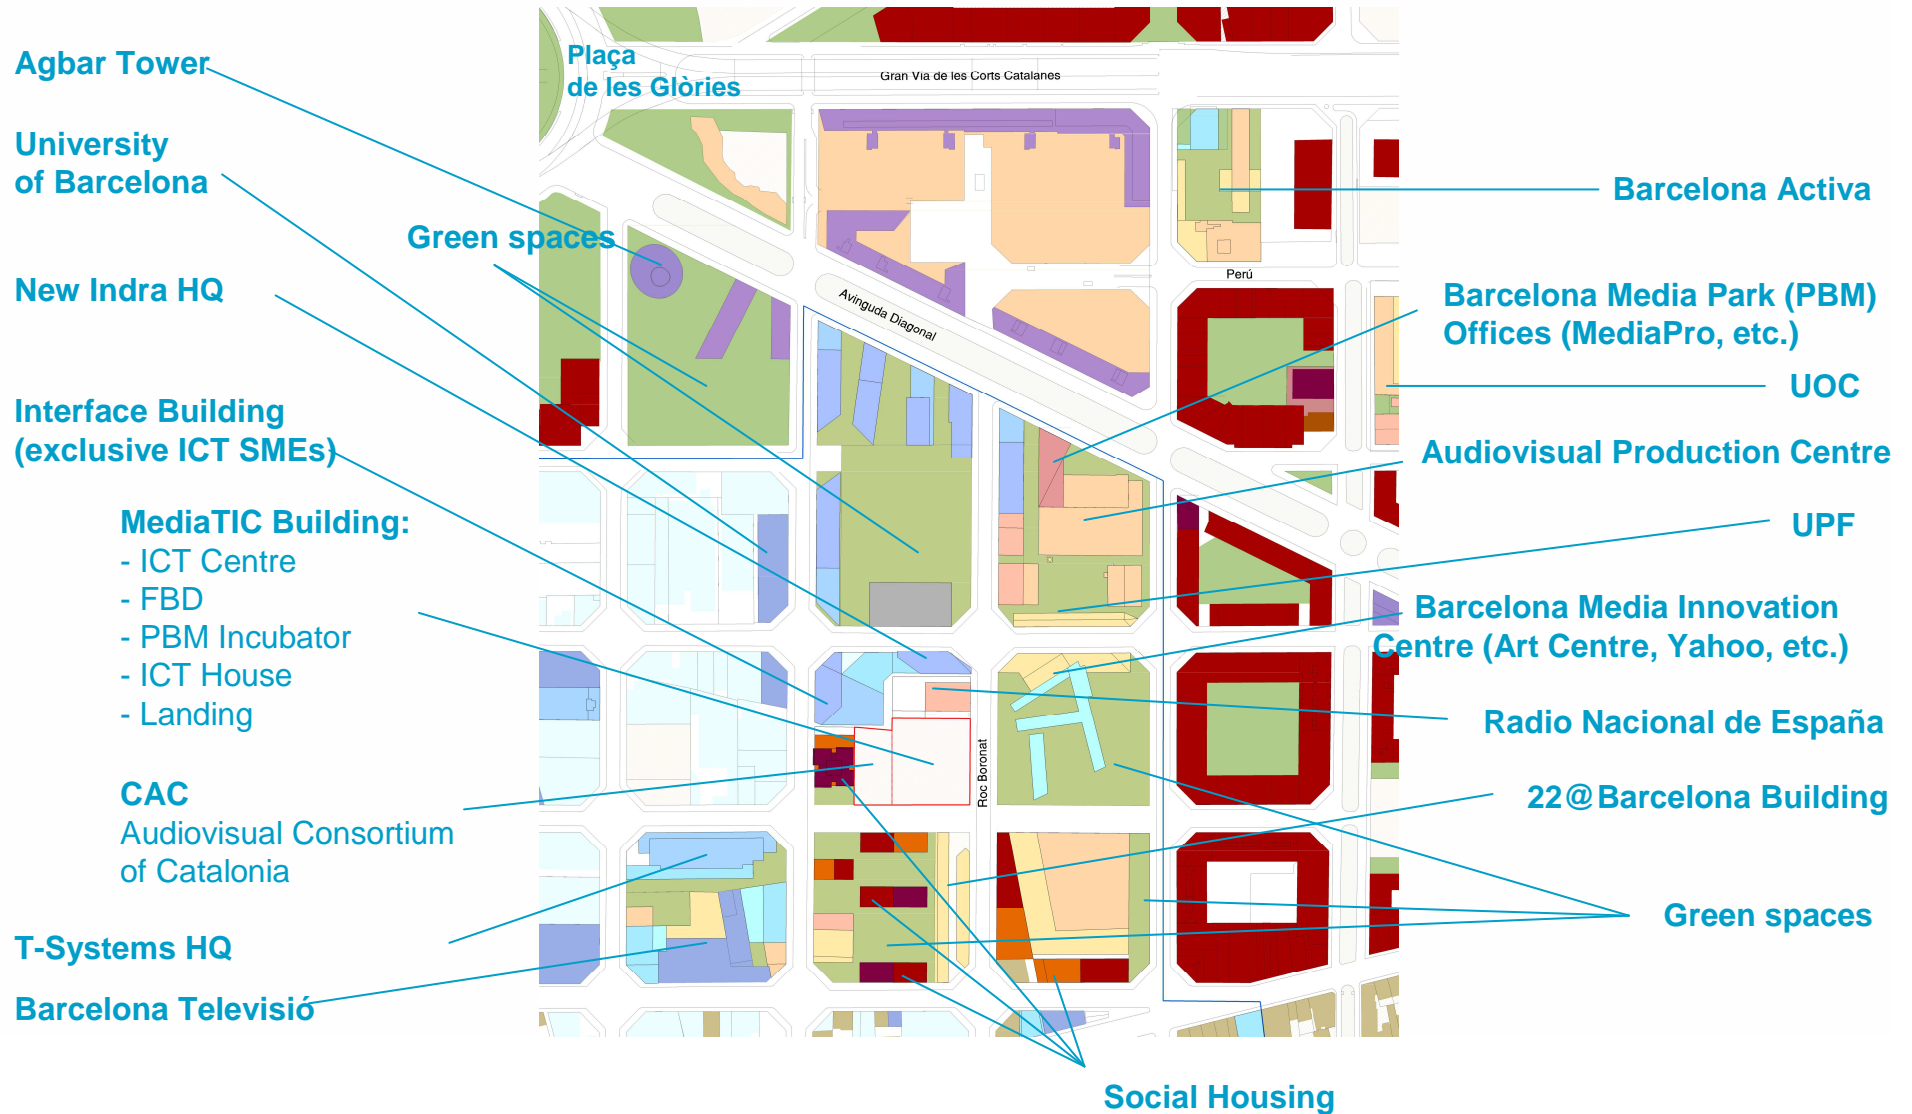 Agbar Tower
University
of Barcelona
Green spaces
New Indra HQ
Interface Building
(exclusive ICT SMEs)
MediaTIC Building:
- ICT Centre
- FBD
- PBM Incubator
- ICT House
- Landing
CAC
Audiovisual Consortium
of Catalonia
T-Systems HQ
Barcelona Televisió
Plaça
de les Glòries
Gran Via de les Corts Catalanes
Avinguda Diagonal
Perú
Roc Boronat
Barcelona Activa
Barcelona Media Park (PBM)
Offices (MediaPro, etc.)
UOC
Audiovisual Production Centre
UPF
Barcelona Media Innovation
Centre (Art Centre, Yahoo, etc.)
Radio Nacional de España
22@Barcelona Building
Green spaces
Social Housing